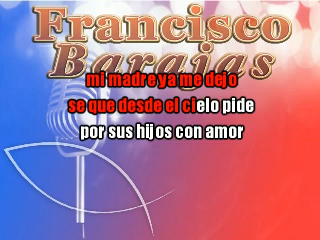 Francisco
Barajas
mi madre ya me dejo
se que desde el cielo pide
por sus hijos con amor